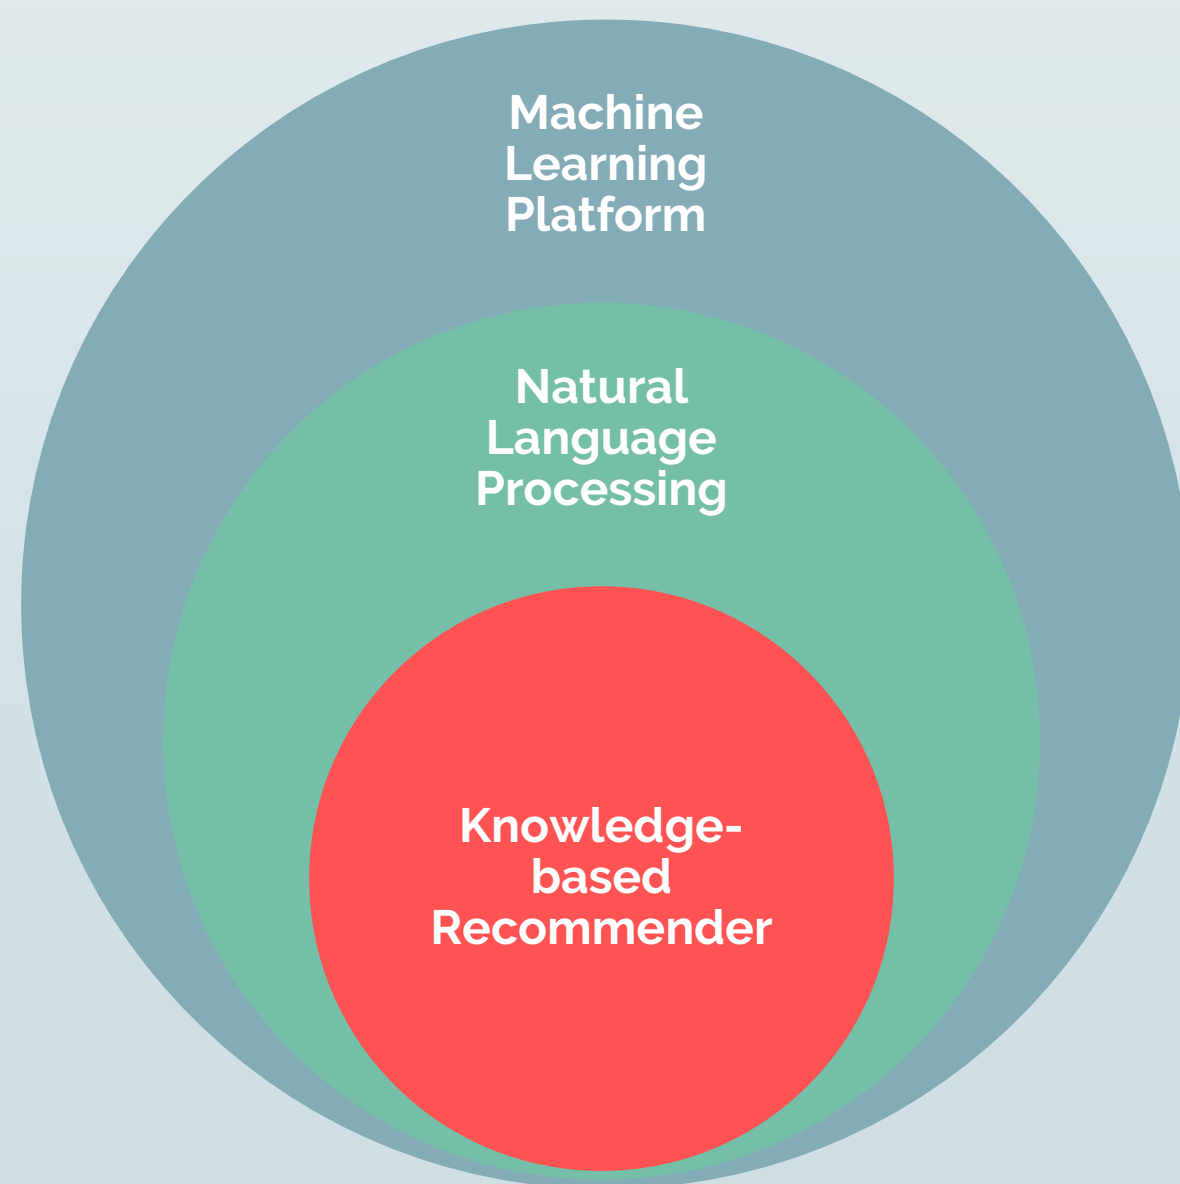 Machine
Learning
Platform
Natural
Language
Processing
Knowledge-
based
Recommender